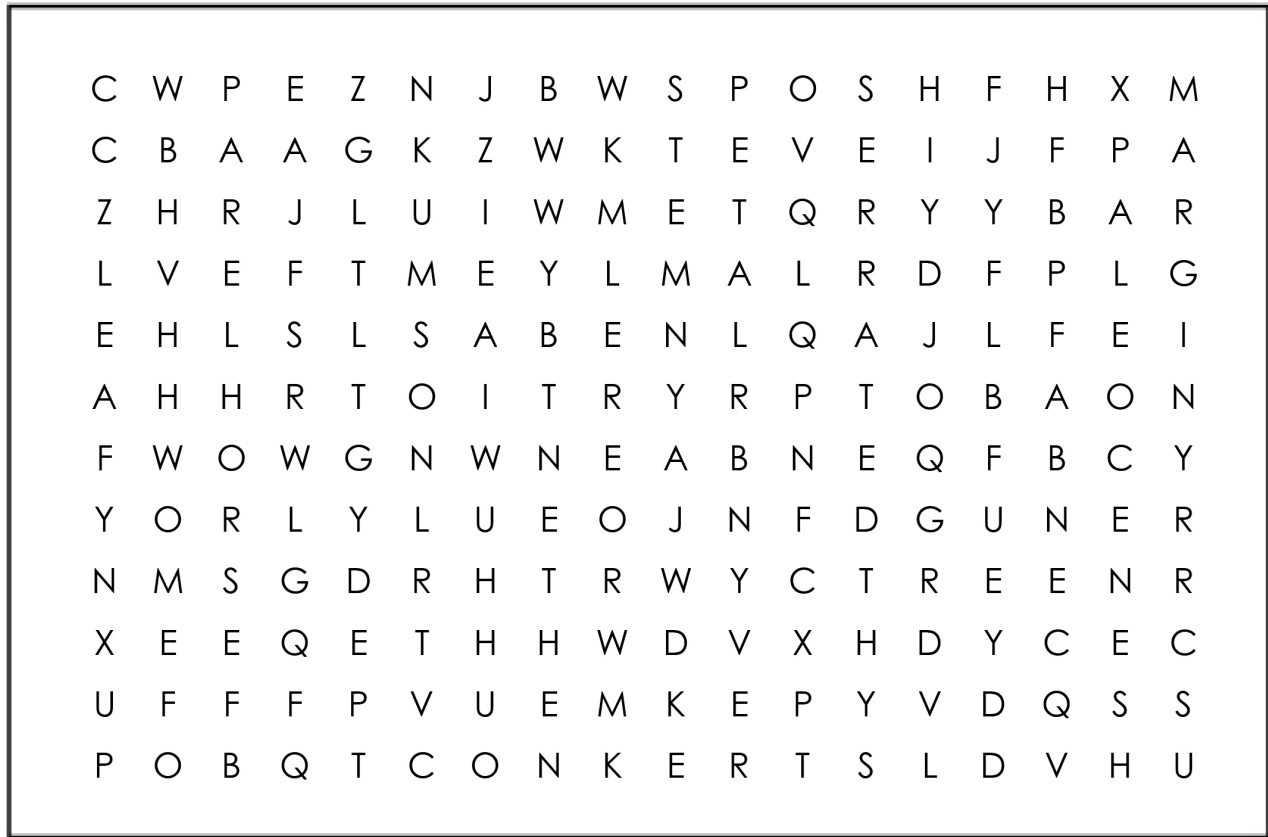 C W P E Z N J B W S P O S H F H X M
C B A A G K Z W K T E V E I J F P A
Z H R J L U I W M E T Q R Y Y B A R
L V E F T M E Y L M A L R D F P L G
E H L S L S A B E N L Q A J L F E I
A H H R T O I T R Y R P T O B A O N
F W O W G N W N E A B N E Q F B C Y
Y O R L Y L U E O J N F D G U N E R
N M S G D R H T R W Y C T R E E N R
X E E Q E T H H W D V X H D Y C E C
U F F F P V U E M K E P Y V D Q S S
P O B Q T C O N K E R T S L D V H U